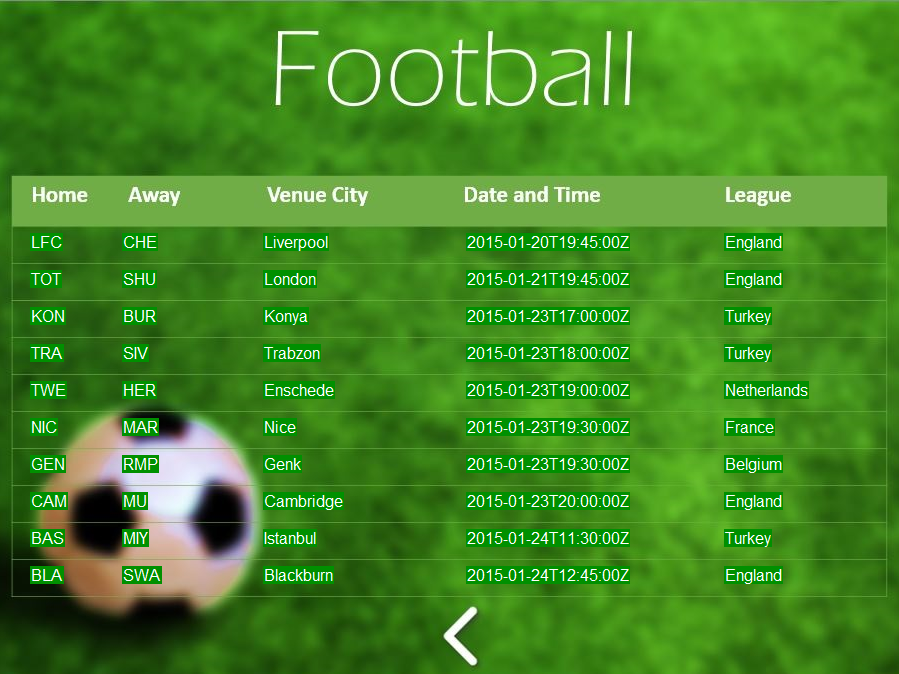 Football
Home Away Venue City Date and Time League
LFC CHE Liverpool 2015-01-20T19:45:00Z England
TOT SHU London 2015-01-21T19:45:00Z England
KON BUR Konya 2015-01-23T17:00:00Z Turkey
TRA SIV Trabzon 2015-01-23T18:00:00Z Turkey
TWE HER Enschede 2015-01-23T19:00:00Z Netherlands
NIC MAR Nice 2015-01-23T19:30:00Z France
GEN RMP Genk 2015-01-23T19:30:00Z Belgium
CAM MU Cambridge 2015-01-23T20:00:00Z England
BAS MIY Istanbul 2015-01-24T11:30:00Z Turkey
BLA SWA Blackburn 2015-01-24T12:45:00Z England